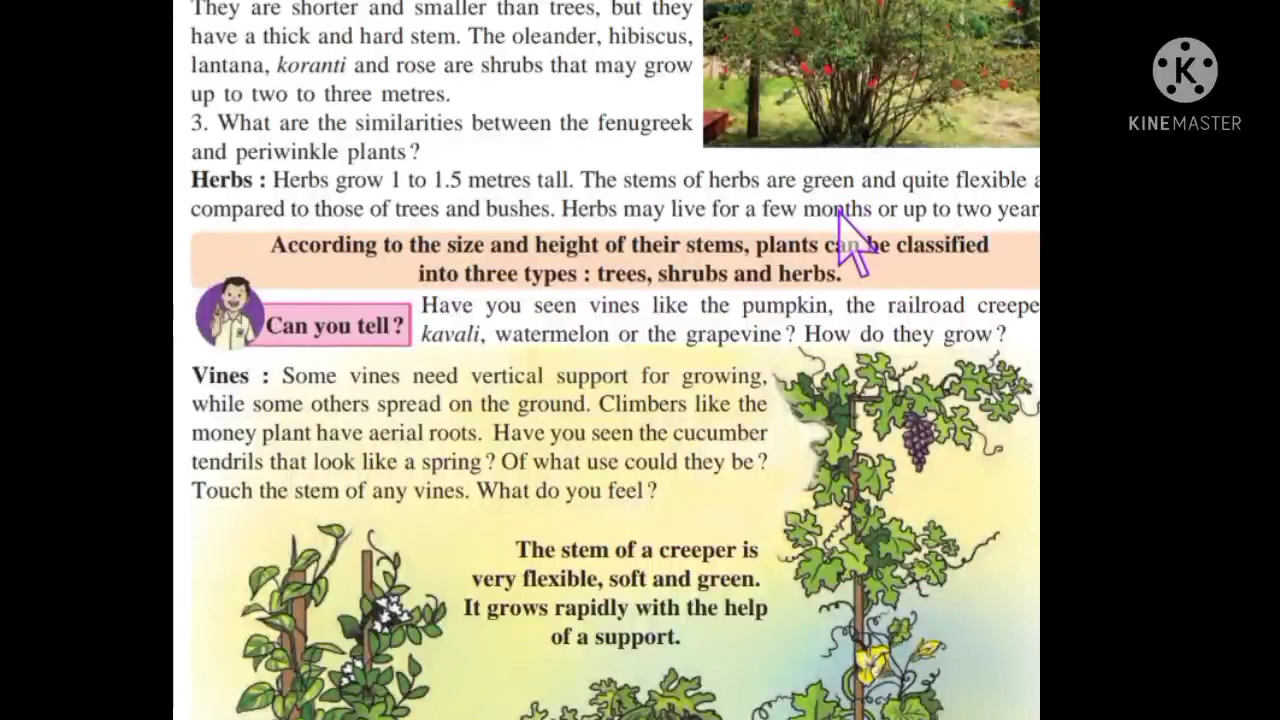 They are shorter and smaller than trees, but they
have a thick and hard stem. The oleander, hibiscus,
lantana, koranti and rose are shrubs that may grow
up to two to three metres.
3. What are the similarities between the fenugreek
and periwinkle plants?
Herbs : Herbs grow 1 to 1.5 metres tall. The stems of herbs are green and quite flexible
compared to those of trees and bushes. Herbs may live for a few months or up to two year
According to the size and height of their stems, plants can be classified
into three types : trees, shrubs and herbs.
Can you tell?
Have you seen vines like the pumpkin, the railroad creepe
kavali, watermelon or the grapevine? How do they grow?
Vines : Some vines need vertical support for growing,
while some others spread on the ground. Climbers like the
money plant have aerial roots. Have you seen the cucumber
tendrils that look like a spring? Of what use could they be?
Touch the stem of any vines. What do you feel?
The stem of a creeper is
very flexible, soft and green.
It grows rapidly with the help
of a support.
K
KINEMASTER